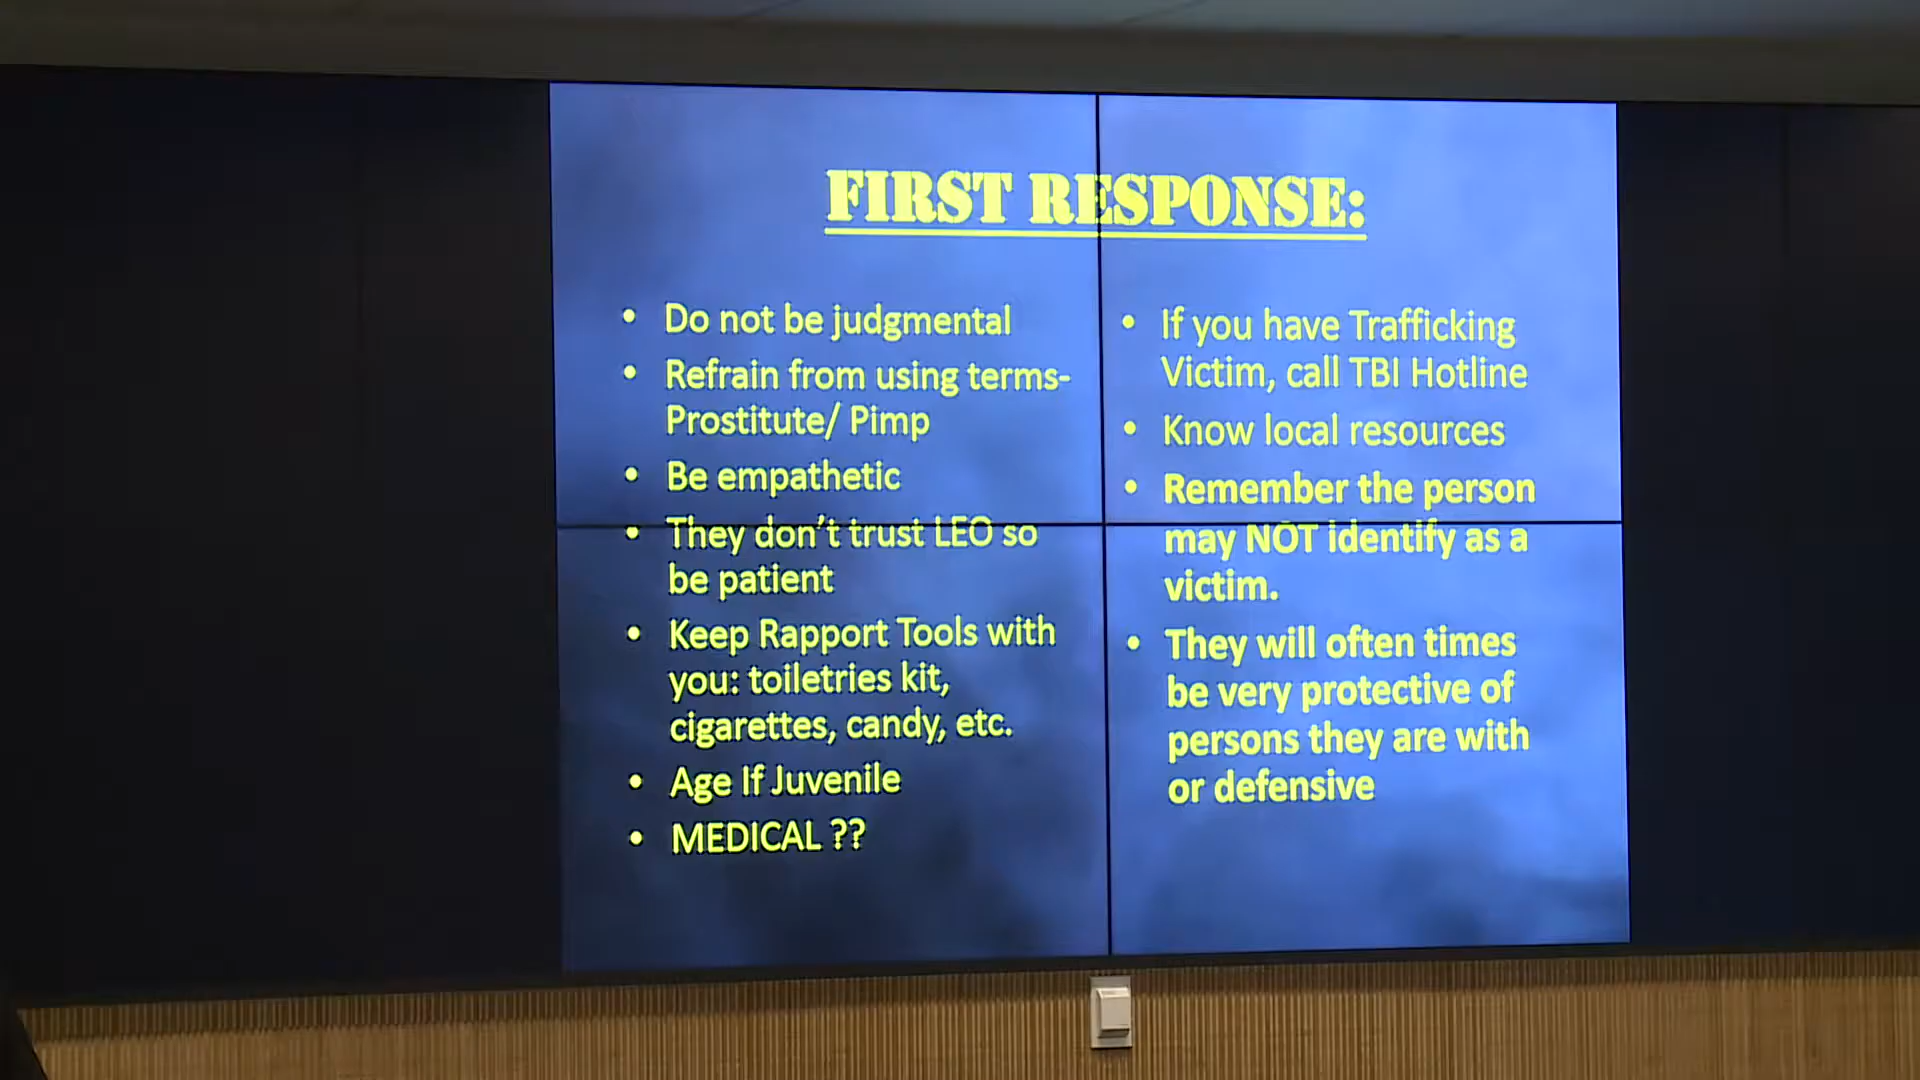 FIRST RESPONSE:
• Do not be judgmental
• Refrain from using terms-
Prostitute/ Pimp
• Be empathetic
• They don't trust LEO so
be patient
• Keep Rapport Tools with
you: toiletries kit,
cigarettes, candy, etc.
• Age If Juvenile
• MEDICAL ??
• If you have Trafficking
Victim, call TBI Hotline
• Know local resources
• Remember the person
may NOT identify as a
victim.
• They will often times
be very protective of
persons they are with
or defensive